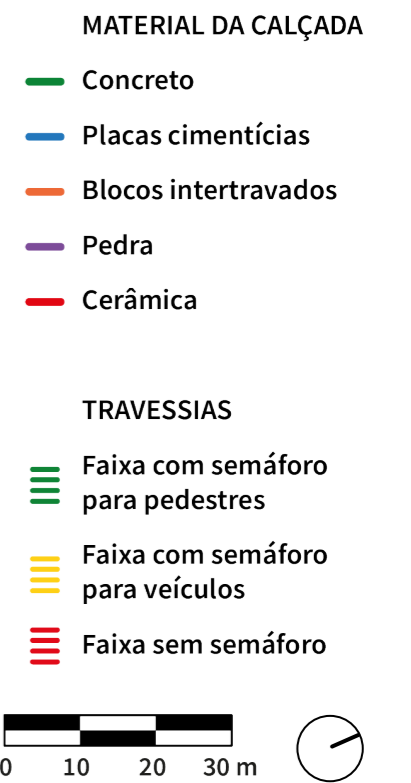 MATERIAL DA CALÇADA
Concreto
Placas cimentícias
Blocos intertravados
Pedra
Cerâmica
TRAVESSIAS
Faixa com semáforo
para pedestres
Faixa com semáforo
para veículos
Faixa sem semáforo
0 10 20 30 m